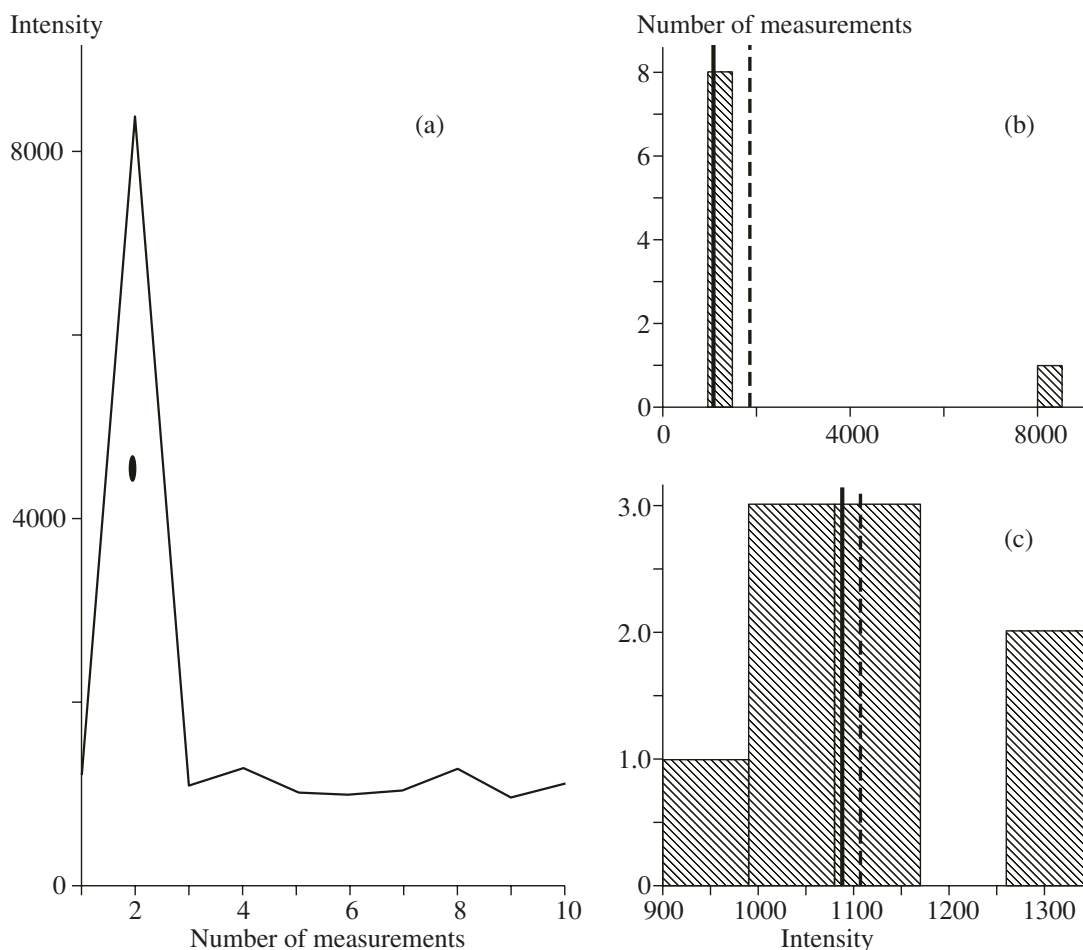 Intensity
(a)
8000
4000
0
2 4 6 8 10
Number of measurements
Number of measurements
(b)
8
6
4
2
0
0 4000 8000
(c)
3.0
2.0
1.0
0
900 1000 1100 1200 1300
Intensity